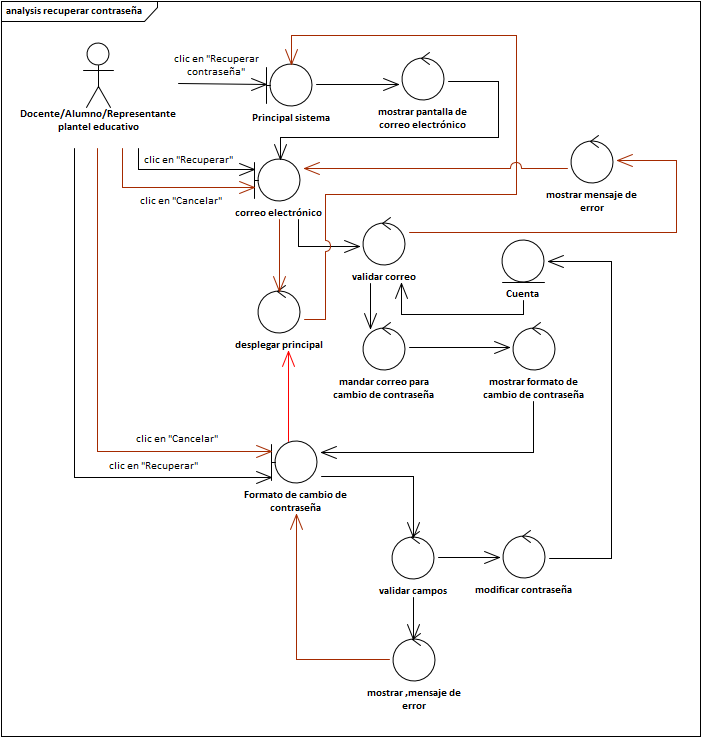 analysis recuperar contraseña
clic en "Recuperar
contraseña"
Docente/Alumno/Representante
plantel educativo
Principal sistema
mostrar pantalla de
correo electrónico
clic en "Recuperar"
clic en "Cancelar"
correo electrónico
mostrar mensaje de
error
validar correo
Cuenta
desplegar principal
mandar correo para
cambio de contraseña
mostrar formato de
cambio de contraseña
clic en "Cancelar"
clic en "Recuperar"
Formato de cambio de
contraseña
validar campos
modificar contraseña
mostrar ,mensaje de
error